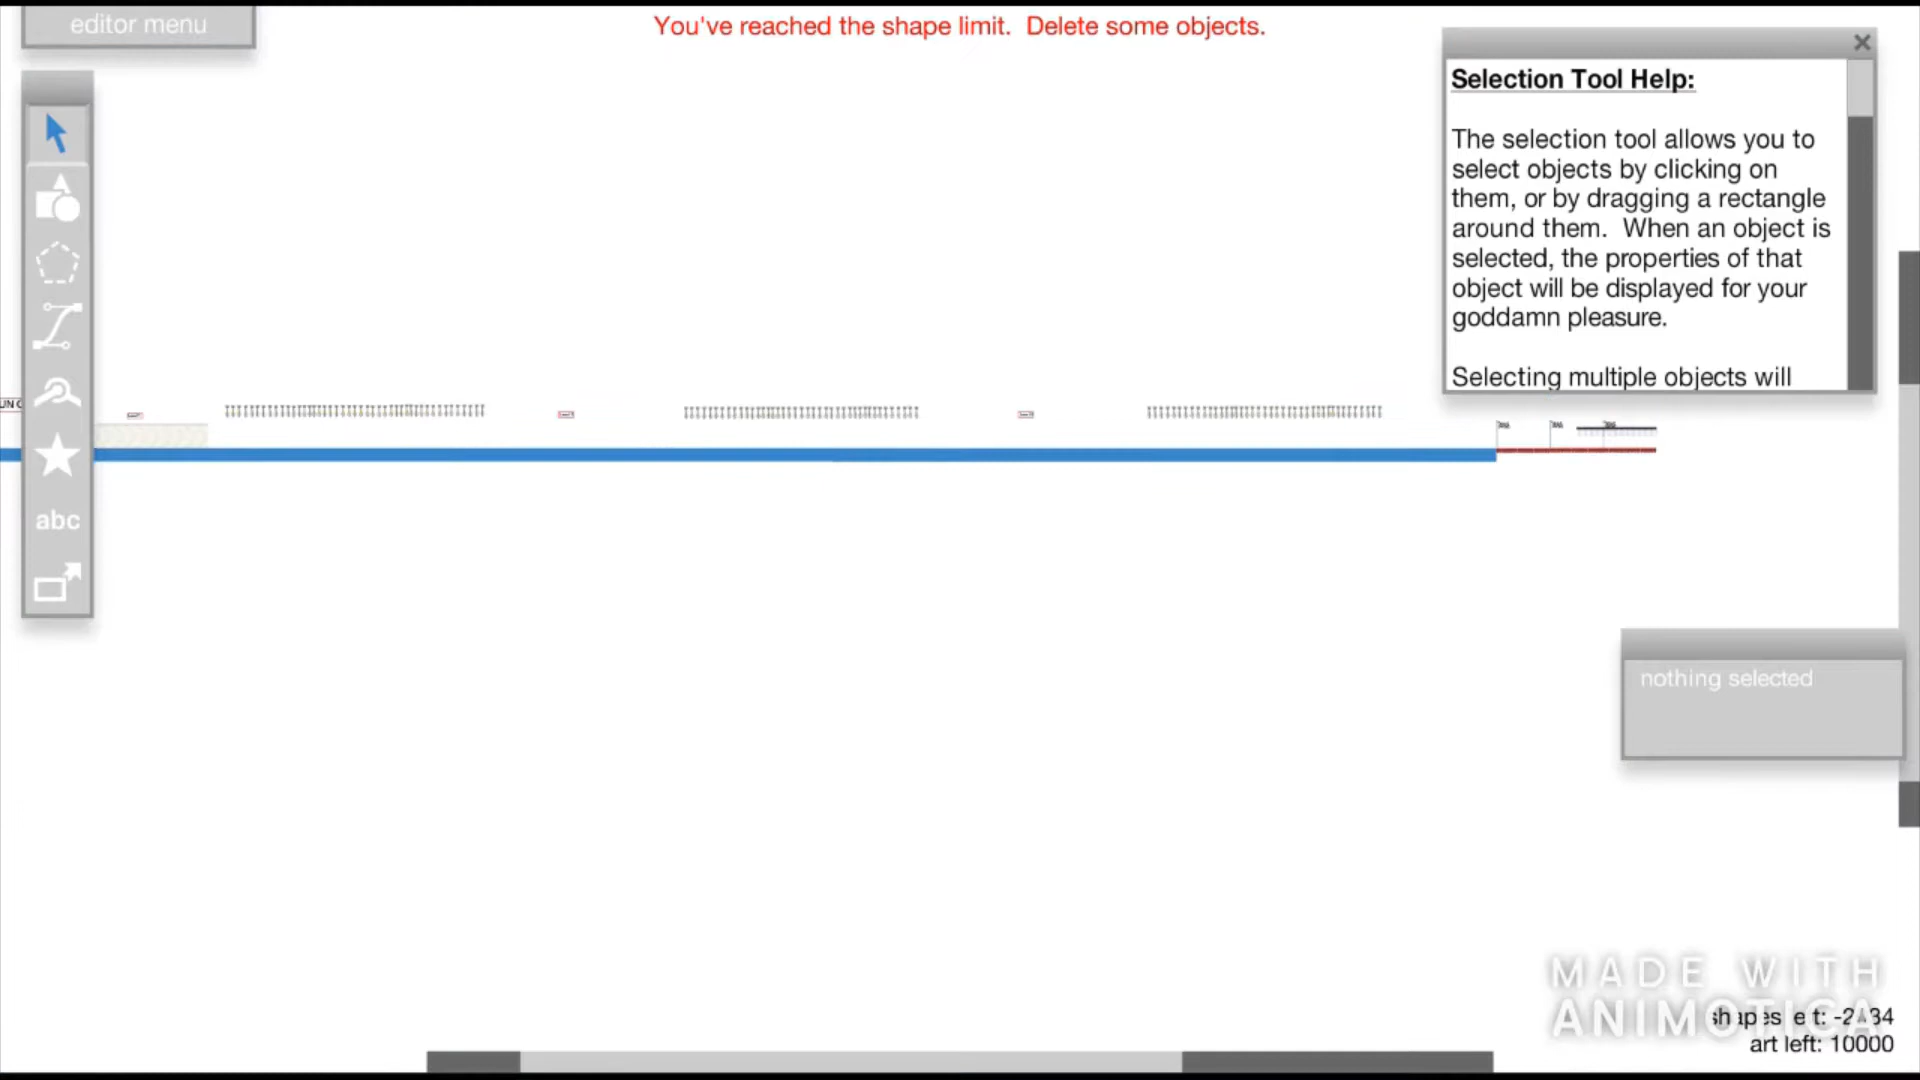 editor menu
You've reached the shape limit.  Delete some objects.
Selection Tool Help:
The selection tool allows you to
select objects by clicking on
them, or by dragging a rectangle
around them.  When an object is
selected, the properties of that
object will be displayed for your
goddamn pleasure.
Selecting multiple objects will
abc
nothing selected
MADE WITH
ANIMOTICA
art left: 10000